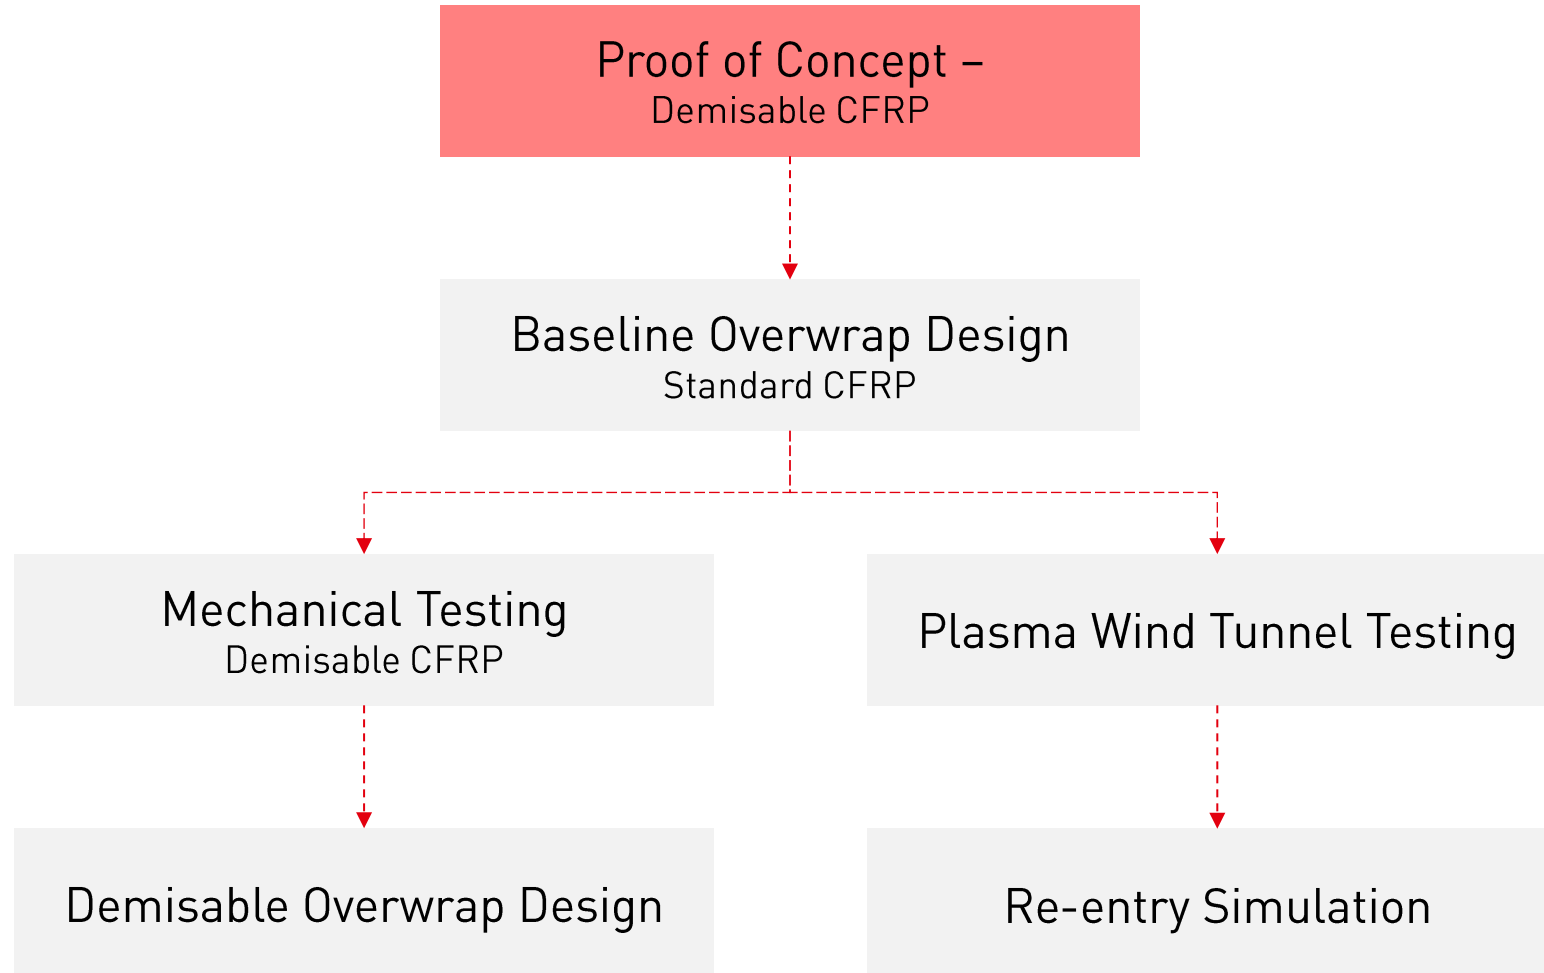 Proof of Concept –
Demisable CFRP
Baseline Overwrap Design
Standard CFRP
Mechanical Testing
Demisable CFRP
Plasma Wind Tunnel Testing
Demisable Overwrap Design
Re-entry Simulation